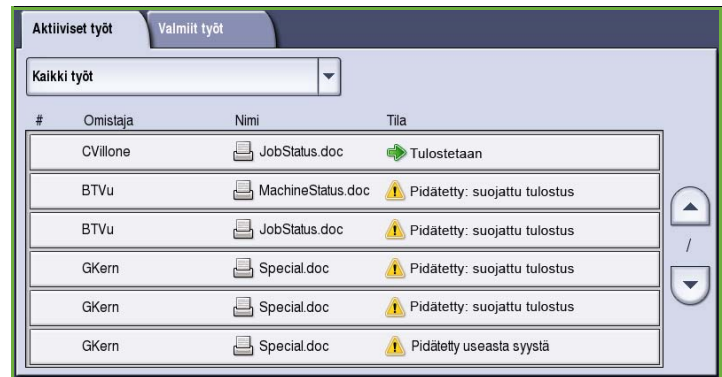 Aktiiviset työt Valmiit työt
Kaikki työt
# Omistaja Nimi Tila
CVillone JobStatus.doc Tulostetaan
BTVu MachineStatus.doc Pidätetty: suojattu tulostus
BTVu JobStatus.doc Pidätetty: suojattu tulostus
/
GKern Special.doc Pidätetty: suojattu tulostus
GKern Special.doc Pidätetty: suojattu tulostus
GKern Special.doc Pidätetty useasta syystä